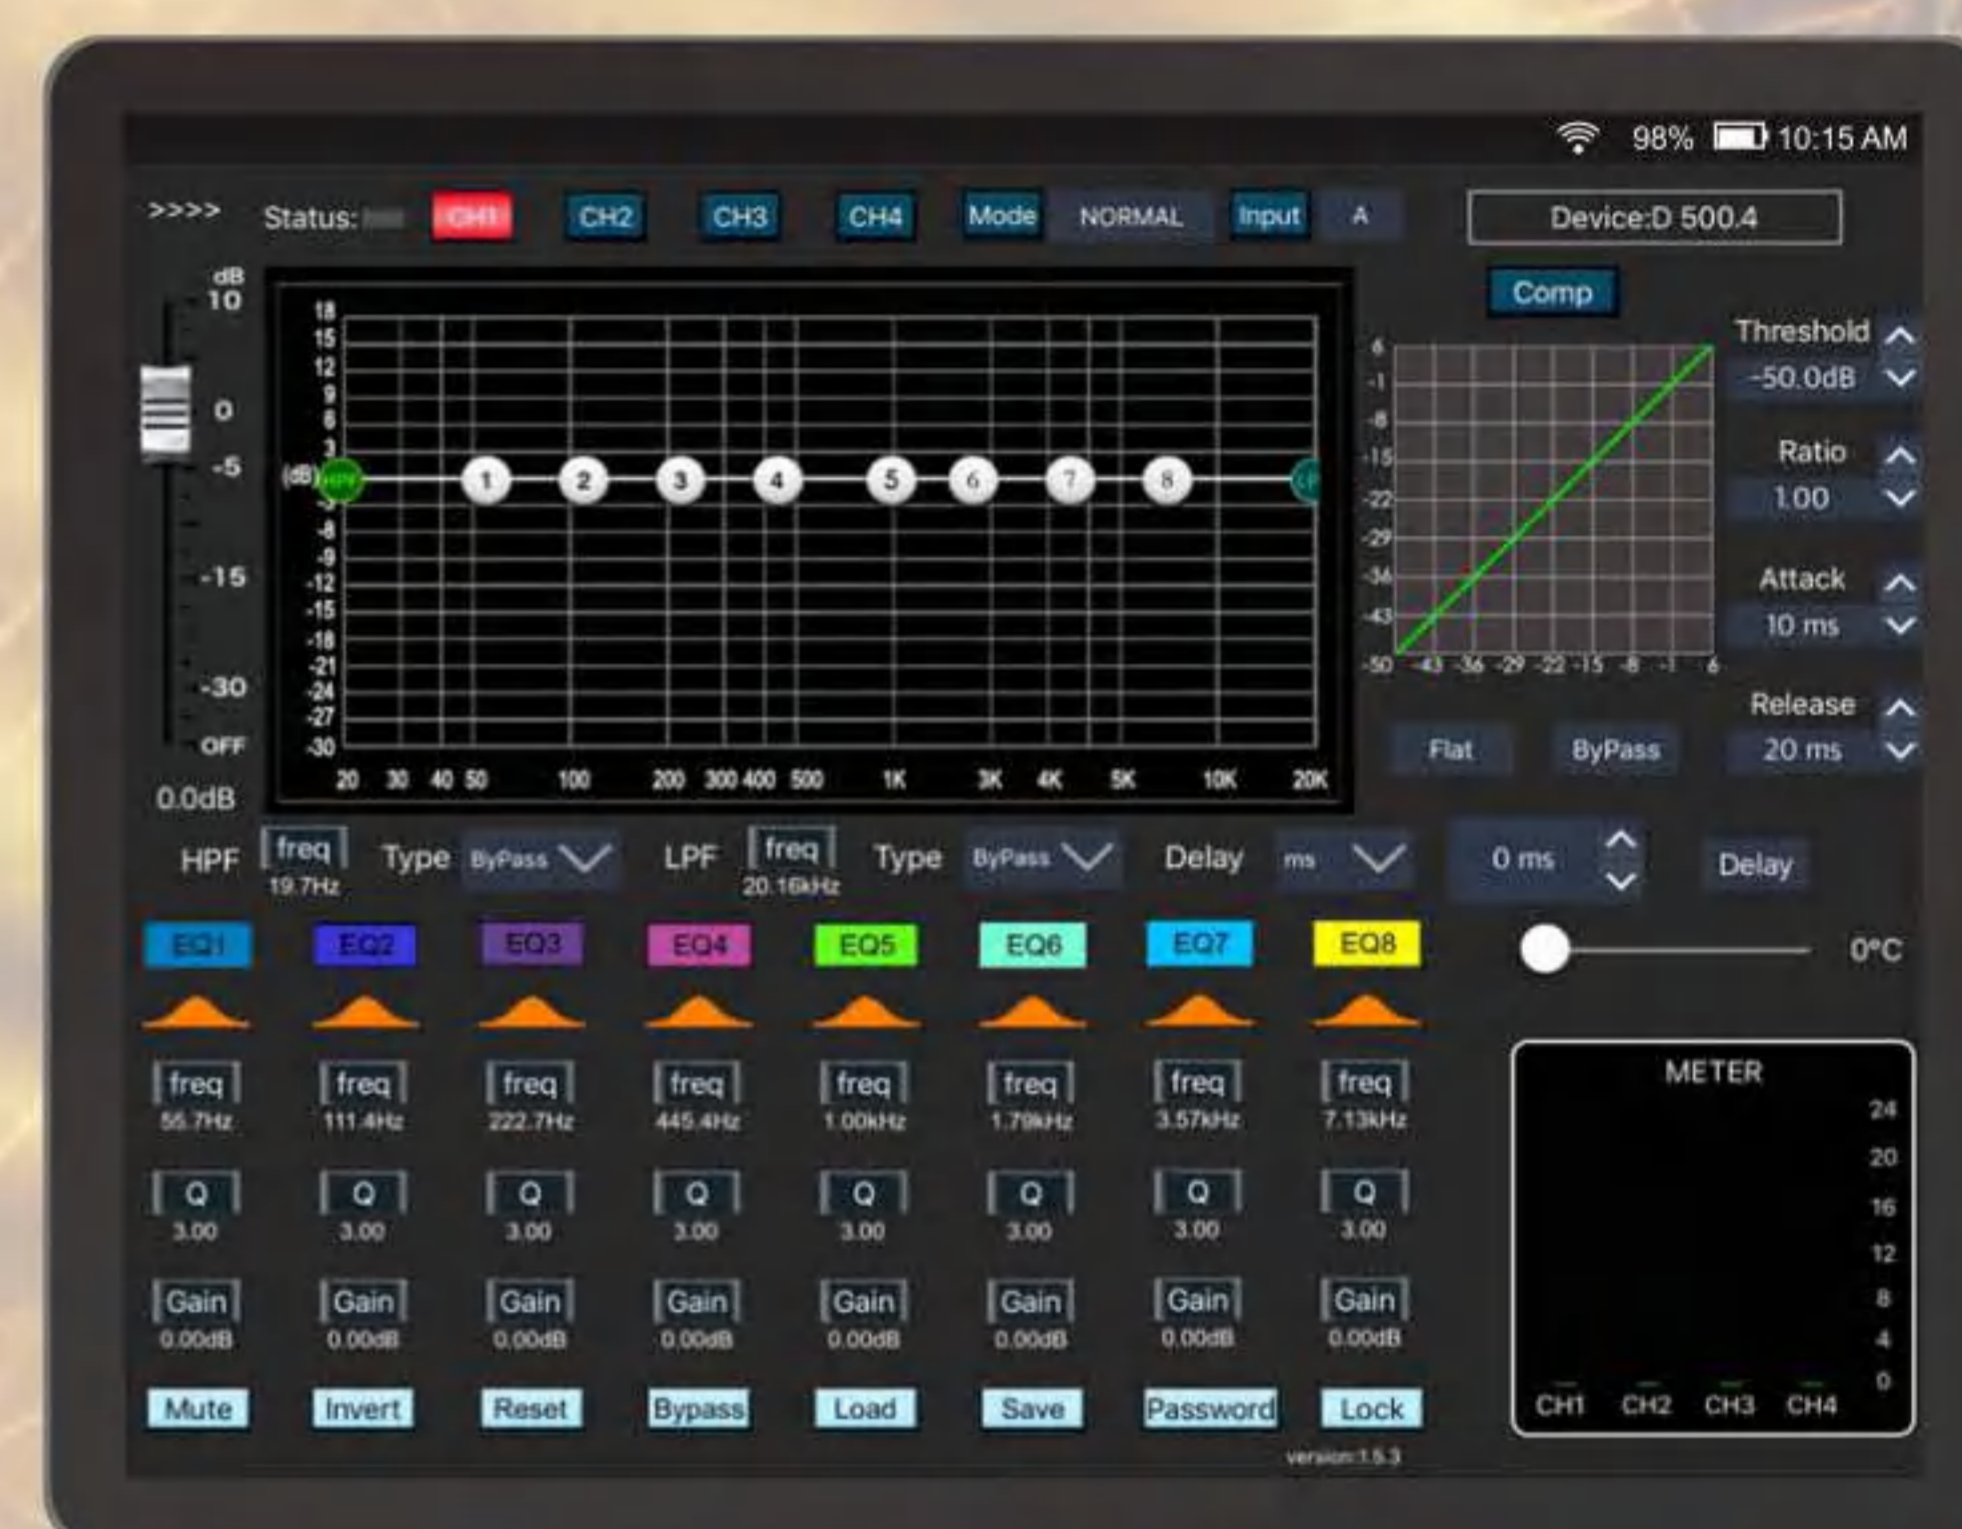 98% 10:15 AM
>>>> Status: CH1 CH2 CH3 CH4 Mode NORMAL Input A Device:D 500.4
dB
10
0
-5
-15
-30
OFF
0.0dB
18
15
12
9
6
3
(dB)
HPF 1 2 3 4 5 6 7 8
-3
-8
-9
-12
-15
-18
-21
-24
-27
-30
20 30 40 50 100 200 300 400 500 1K 3K 4K 5K 10K 20K
Comp
6
-1
-8
-15
-22
-29
-36
-43
-50 -43 -36 -29 -22 -15 -8 -1 6
Threshold
-50.0dB
Ratio
1.00
Attack
10 ms
Release
20 ms
Flat ByPass
HPF freq Type ByPass LPF freq Type ByPass Delay ms 0 ms Delay
19.7Hz 20.16kHz
EQ1 EQ2 EQ3 EQ4 EQ5 EQ6 EQ7 EQ8 0°C
freq freq freq freq freq freq freq freq
55.7Hz 111.4Hz 222.7Hz 445.4Hz 1.00kHz 1.79kHz 3.57kHz 7.13kHz
Q Q Q Q Q Q Q Q
3.00 3.00 3.00 3.00 3.00 3.00 3.00 3.00
Gain Gain Gain Gain Gain Gain Gain Gain
0.00dB 0.00dB 0.00dB 0.00dB 0.00dB 0.00dB 0.00dB 0.00dB
Mute Invert Reset Bypass Load Save Password Lock
version:1.5.3
METER
24
20
16
12
8
4
0
CH1 CH2 CH3 CH4